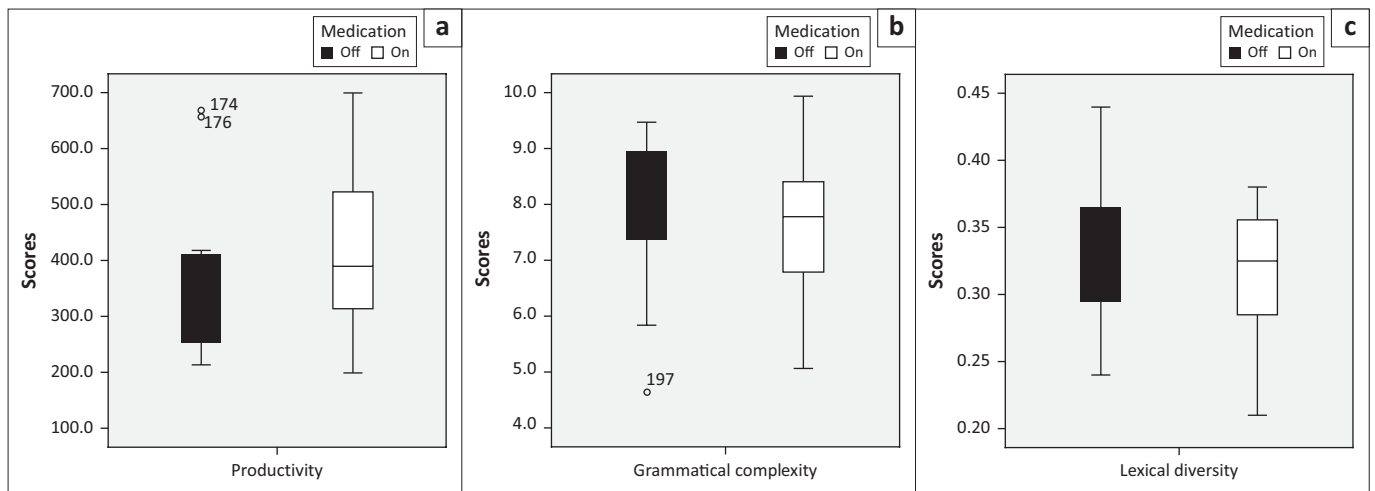 Medication
Off On
a
700.0
600.0
500.0
400.0
300.0
200.0
100.0
Scores
174
176
Productivity
Medication
Off On
b
10.0
9.0
8.0
7.0
6.0
5.0
4.0
Scores
197
Grammatical complexity
Medication
Off On
c
0.45
0.40
0.35
0.30
0.25
0.20
Scores
Lexical diversity